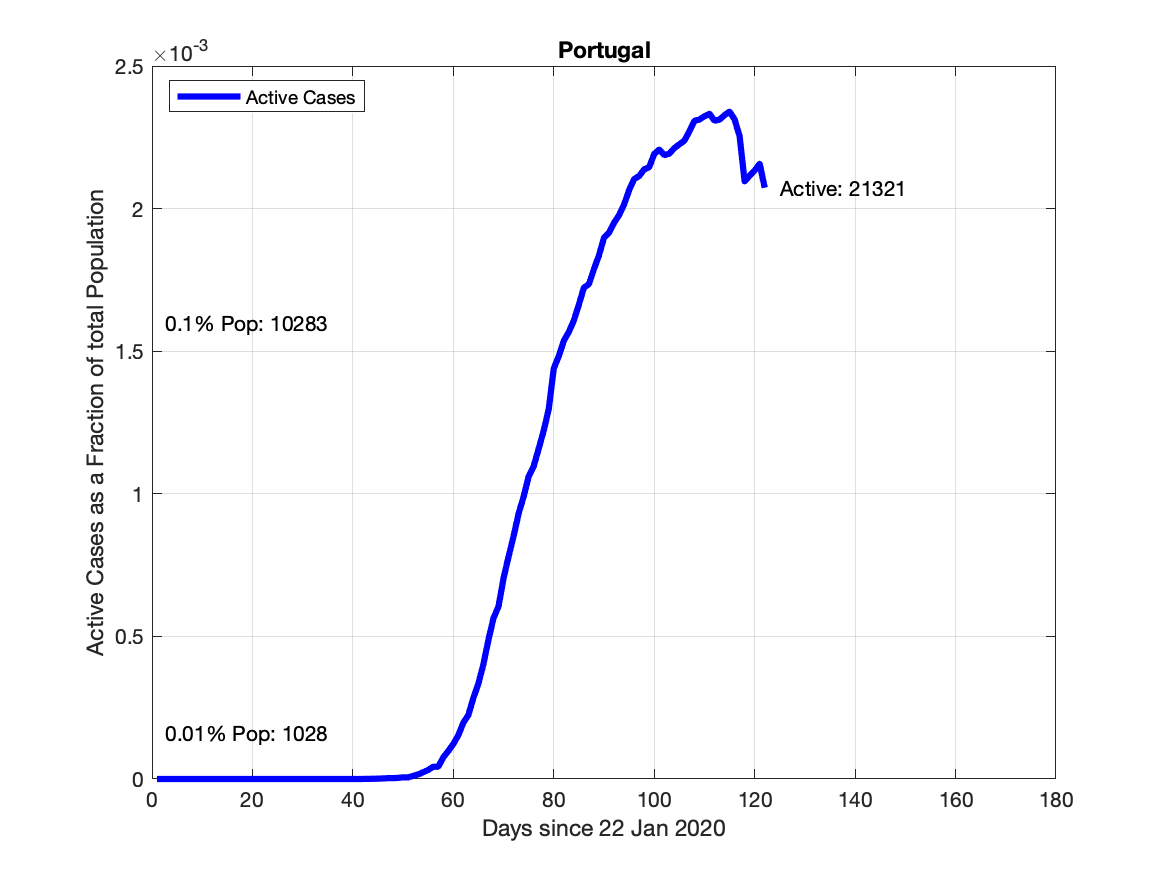 Portugal
×10-3
2.5
2
1.5
1
0.5
0
Active Cases
Active: 21321
0.1% Pop: 10283
0.01% Pop: 1028
Active Cases as a Fraction of total Population
0 20 40 60 80 100 120 140 160 180
Days since 22 Jan 2020